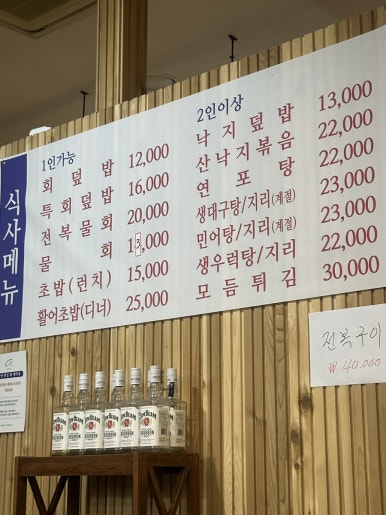 식사메뉴
1인가능
회덮밥 12,000
특회덮밥 16,000
전복물회 20,000
물회 13,000
초밥(런치) 15,000
활어초밥(디너) 25,000
2인이상
낙지덮밥 13,000
산낙지볶음 22,000
연포탕 22,000
생대구탕/지리(계절) 23,000
민어탕/지리(계절) 23,000
생우럭탕/지리 22,000
모듬튀김 30,000
전복구이
₩40,000
JIM BEAM
BOURBON